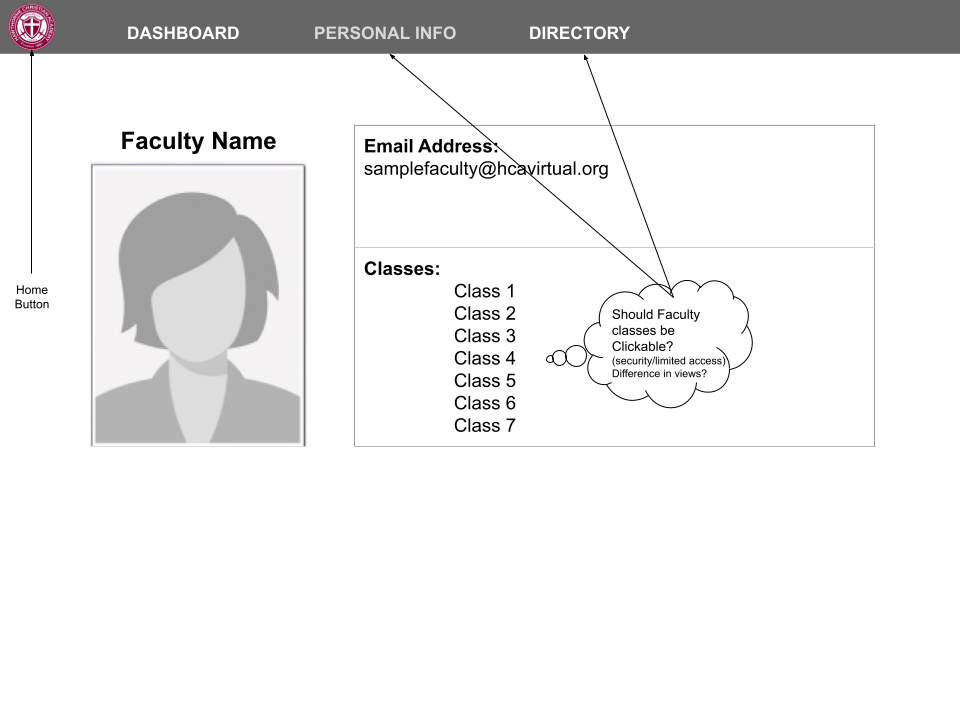 DASHBOARD PERSONAL INFO DIRECTORY
Faculty Name
Email Address:
samplefaculty@hcavirtual.org
Classes:
Class 1
Class 2
Class 3
Class 4
Class 5
Class 6
Class 7
Home
Button
Should Faculty
classes be
Clickable?
(security/limited access)
Difference in views?